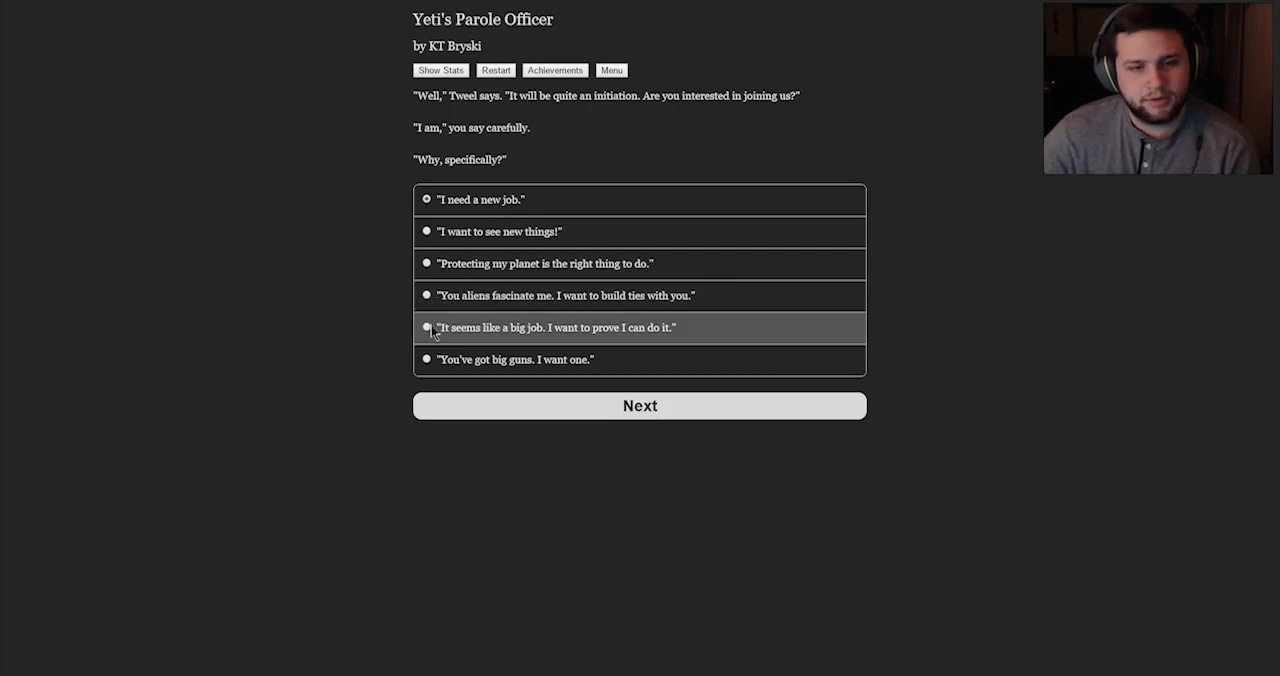 Yeti's Parole Officer
by KT Bryski
Show Stats Restart Achievements Menu
"Well," Tweel says. "It will be quite an initiation. Are you interested in joining us?"
"I am," you say carefully.
"Why, specifically?"
"I need a new job."
"I want to see new things!"
"Protecting my planet is the right thing to do."
"You aliens fascinate me. I want to build ties with you."
"It seems like a big job. I want to prove I can do it."
"You've got big guns. I want one."
Next